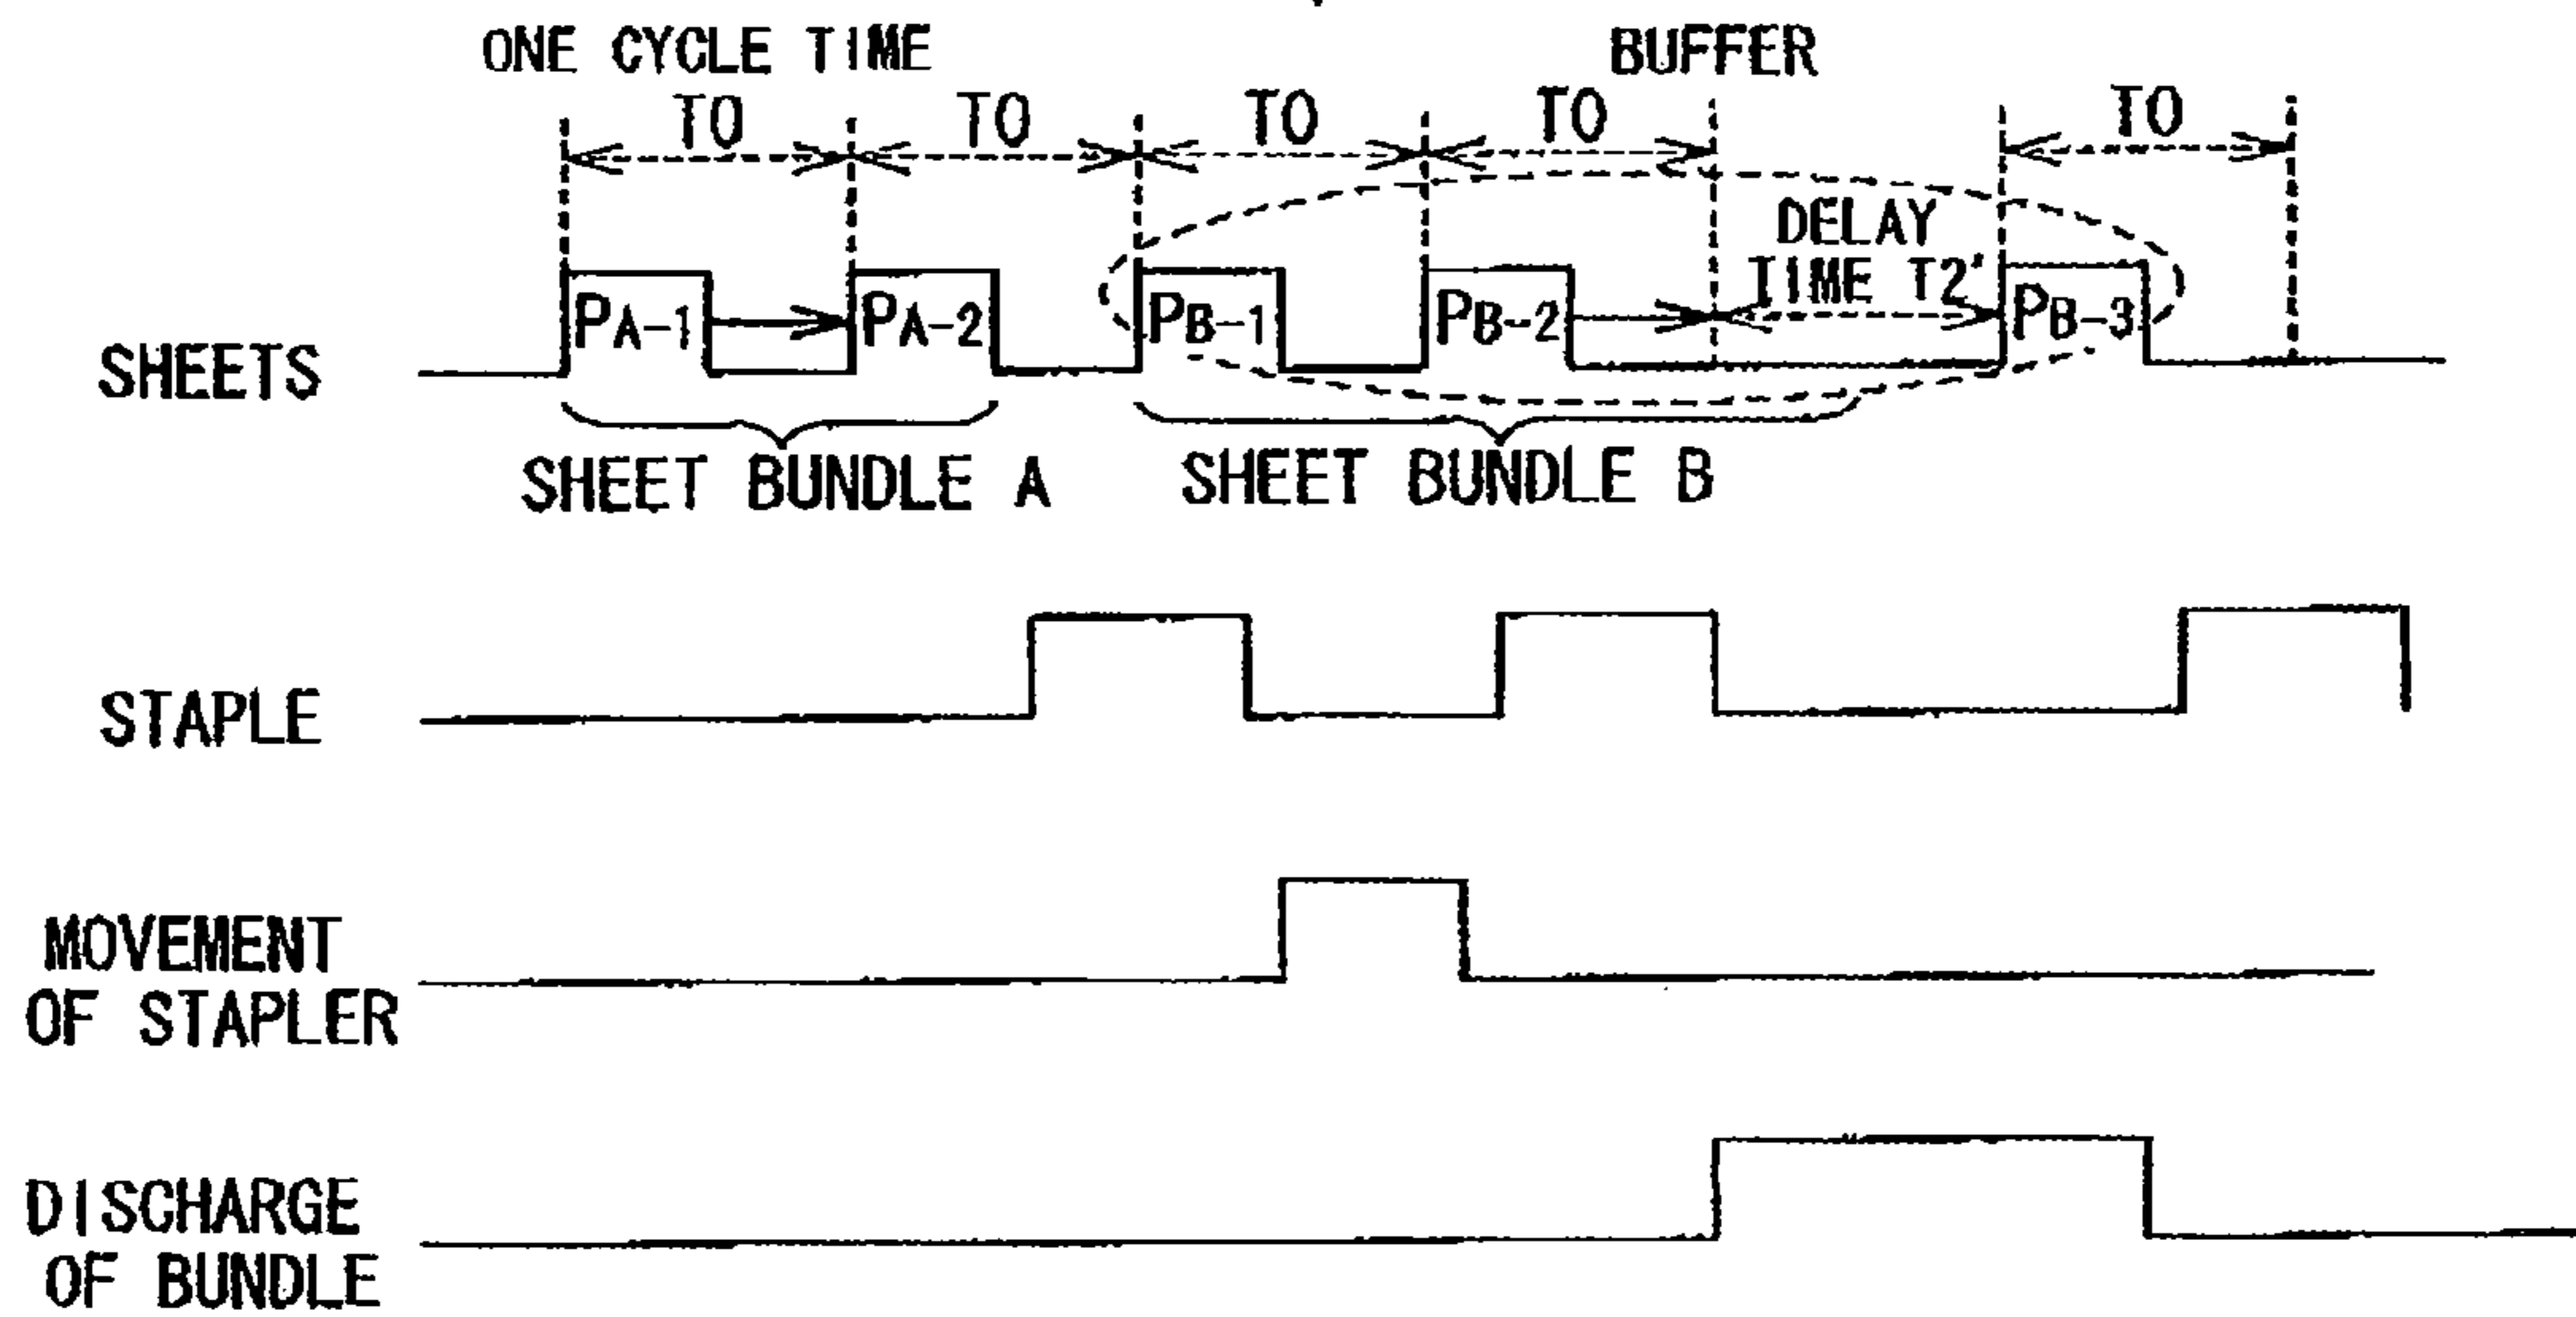 ONE CYCLE TIME
BUFFER
TO TO TO TO TO
DELAY
TIME T2'
PA-1 PA-2 PB-1 PB-2 PB-3
SHEETS
SHEET BUNDLE A SHEET BUNDLE B
STAPLE
MOVEMENT
OF STAPLER
DISCHARGE
OF BUNDLE